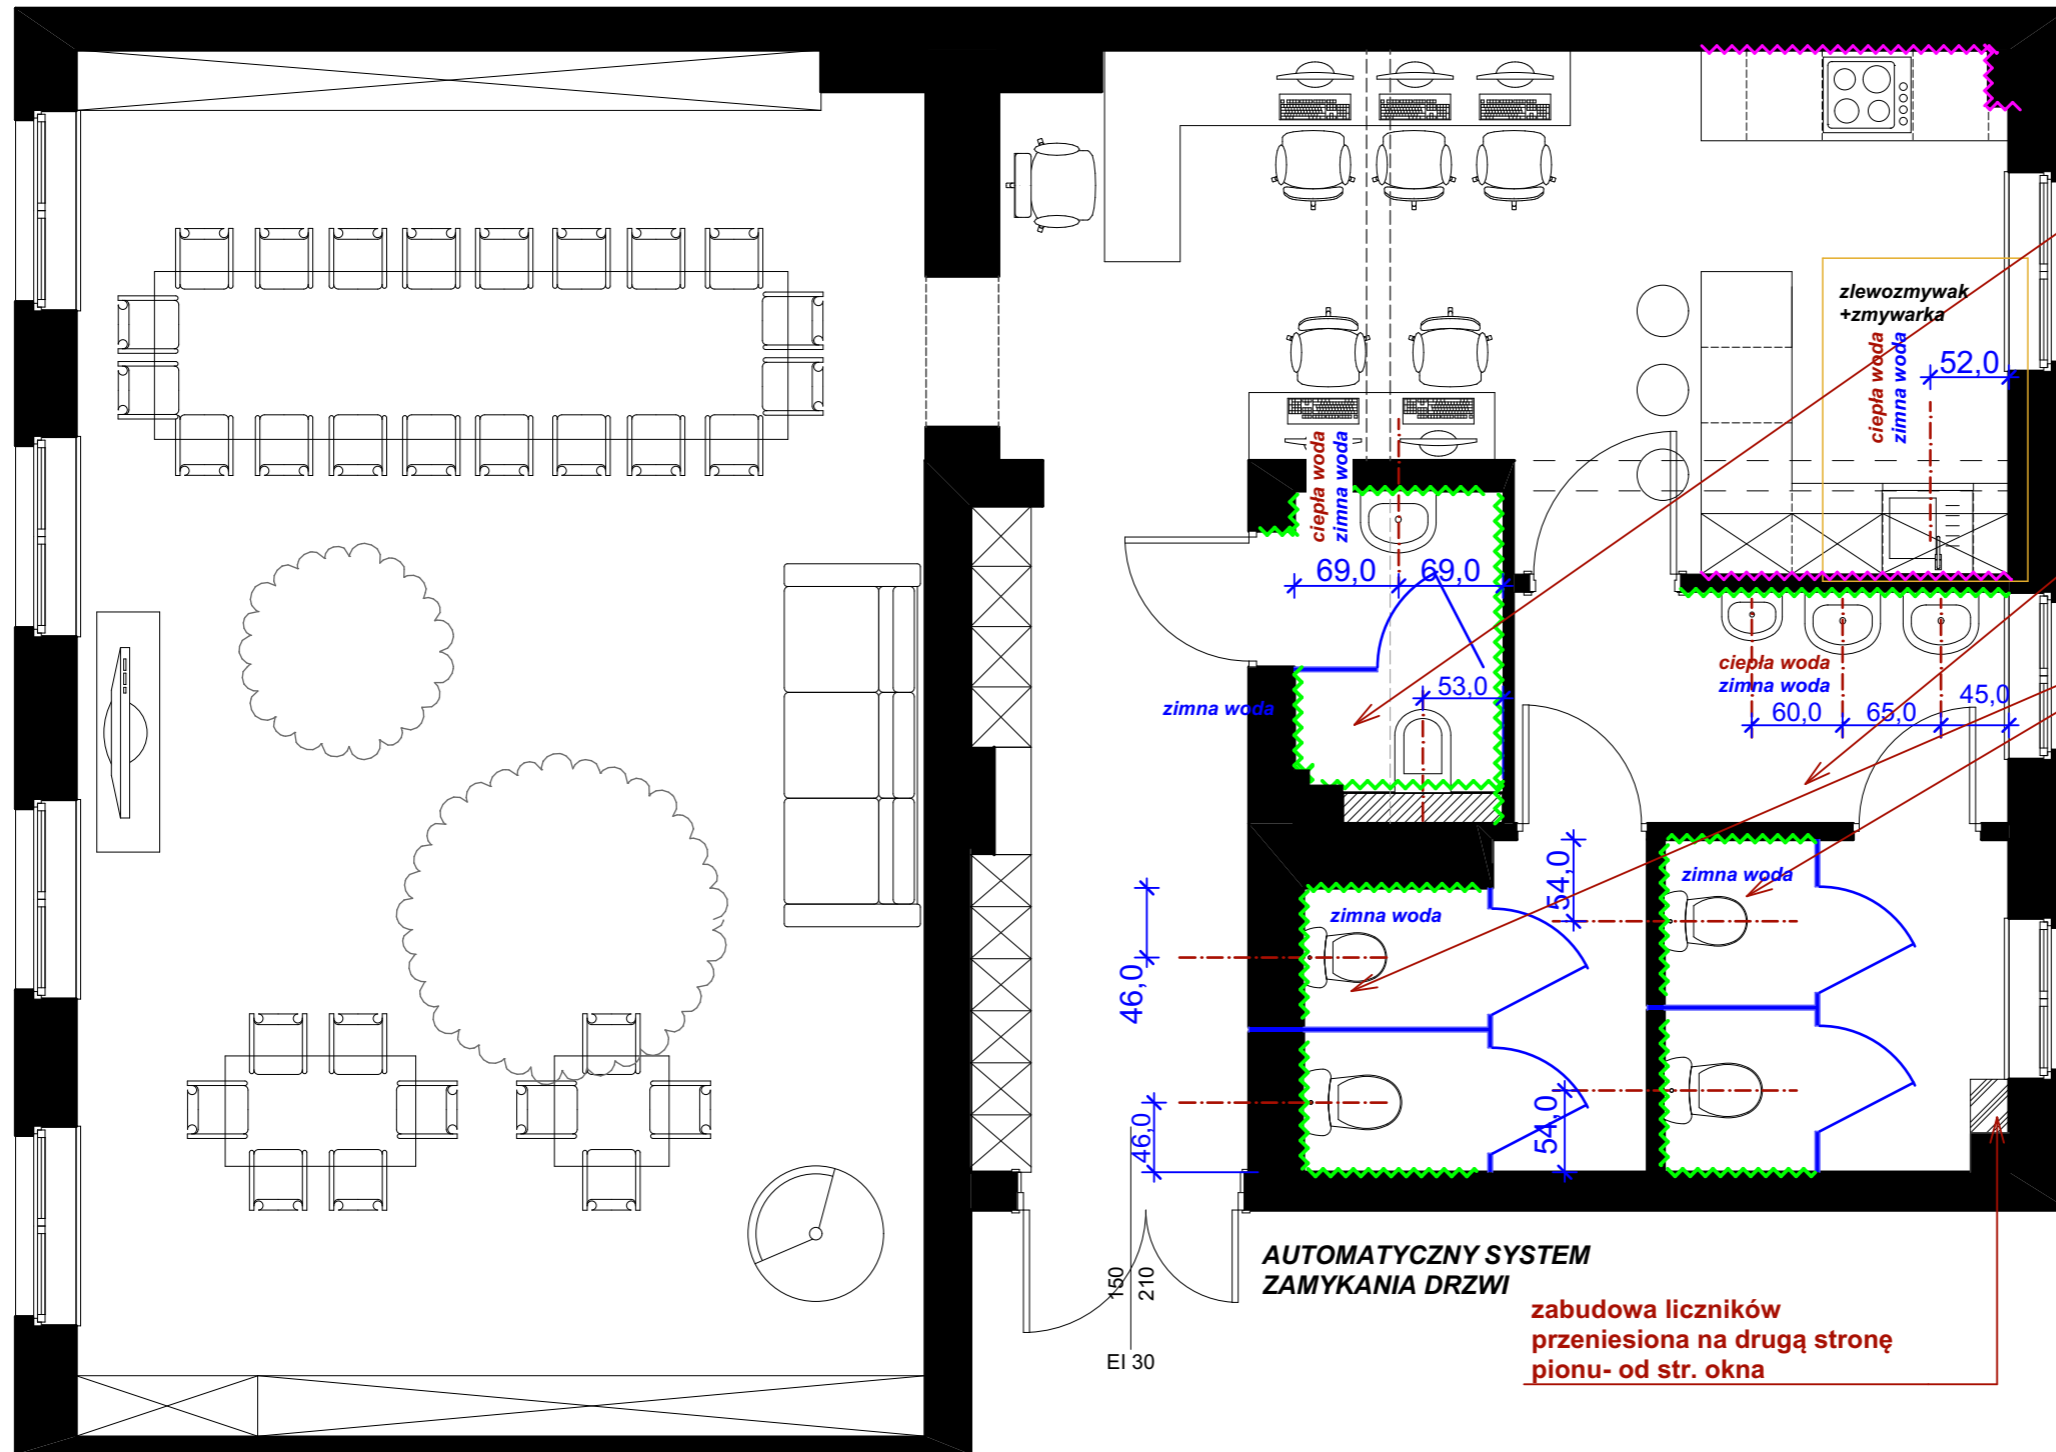 zlewozmywak
+zmywarka
ciepła woda
zimna woda
52,0
ciepła woda
zimna woda
69,0
69,0
53,0
zimna woda
ciepła woda
zimna woda
60,0
65,0
45,0
54,0
zimna woda
zimna woda
46,0
54,0
46,0
150
210
EI 30
AUTOMATYCZNY SYSTEM
ZAMYKANIA DRZWI
zabudowa liczników
przeniesiona na drugą stronę
pionu- od str. okna